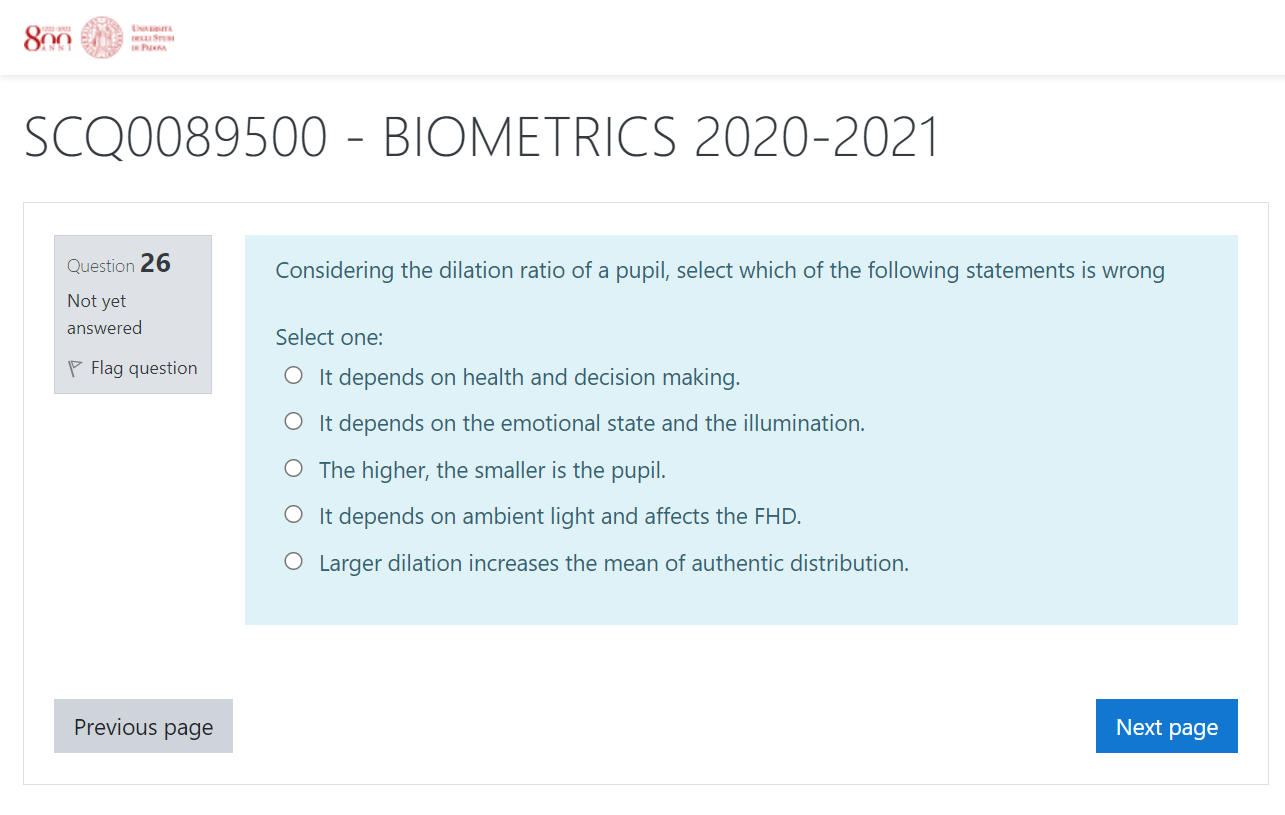 800 1222-2022
ANNI
UNIVERSITÀ
DEGLI STUDI
DI PADOVA
SCQ0089500 - BIOMETRICS 2020-2021
Question 26
Not yet
answered
Flag question
Considering the dilation ratio of a pupil, select which of the following statements is wrong
Select one:
It depends on health and decision making.
It depends on the emotional state and the illumination.
The higher, the smaller is the pupil.
It depends on ambient light and affects the FHD.
Larger dilation increases the mean of authentic distribution.
Previous page
Next page